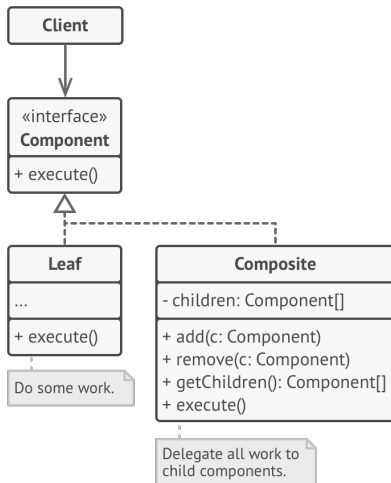 Client
«interface»
Component
+ execute()
Leaf
...
+ execute()
Do some work.
Composite
- children: Component[]
+ add(c: Component)
+ remove(c: Component)
+ getChildren(): Component[]
+ execute()
Delegate all work to
child components.